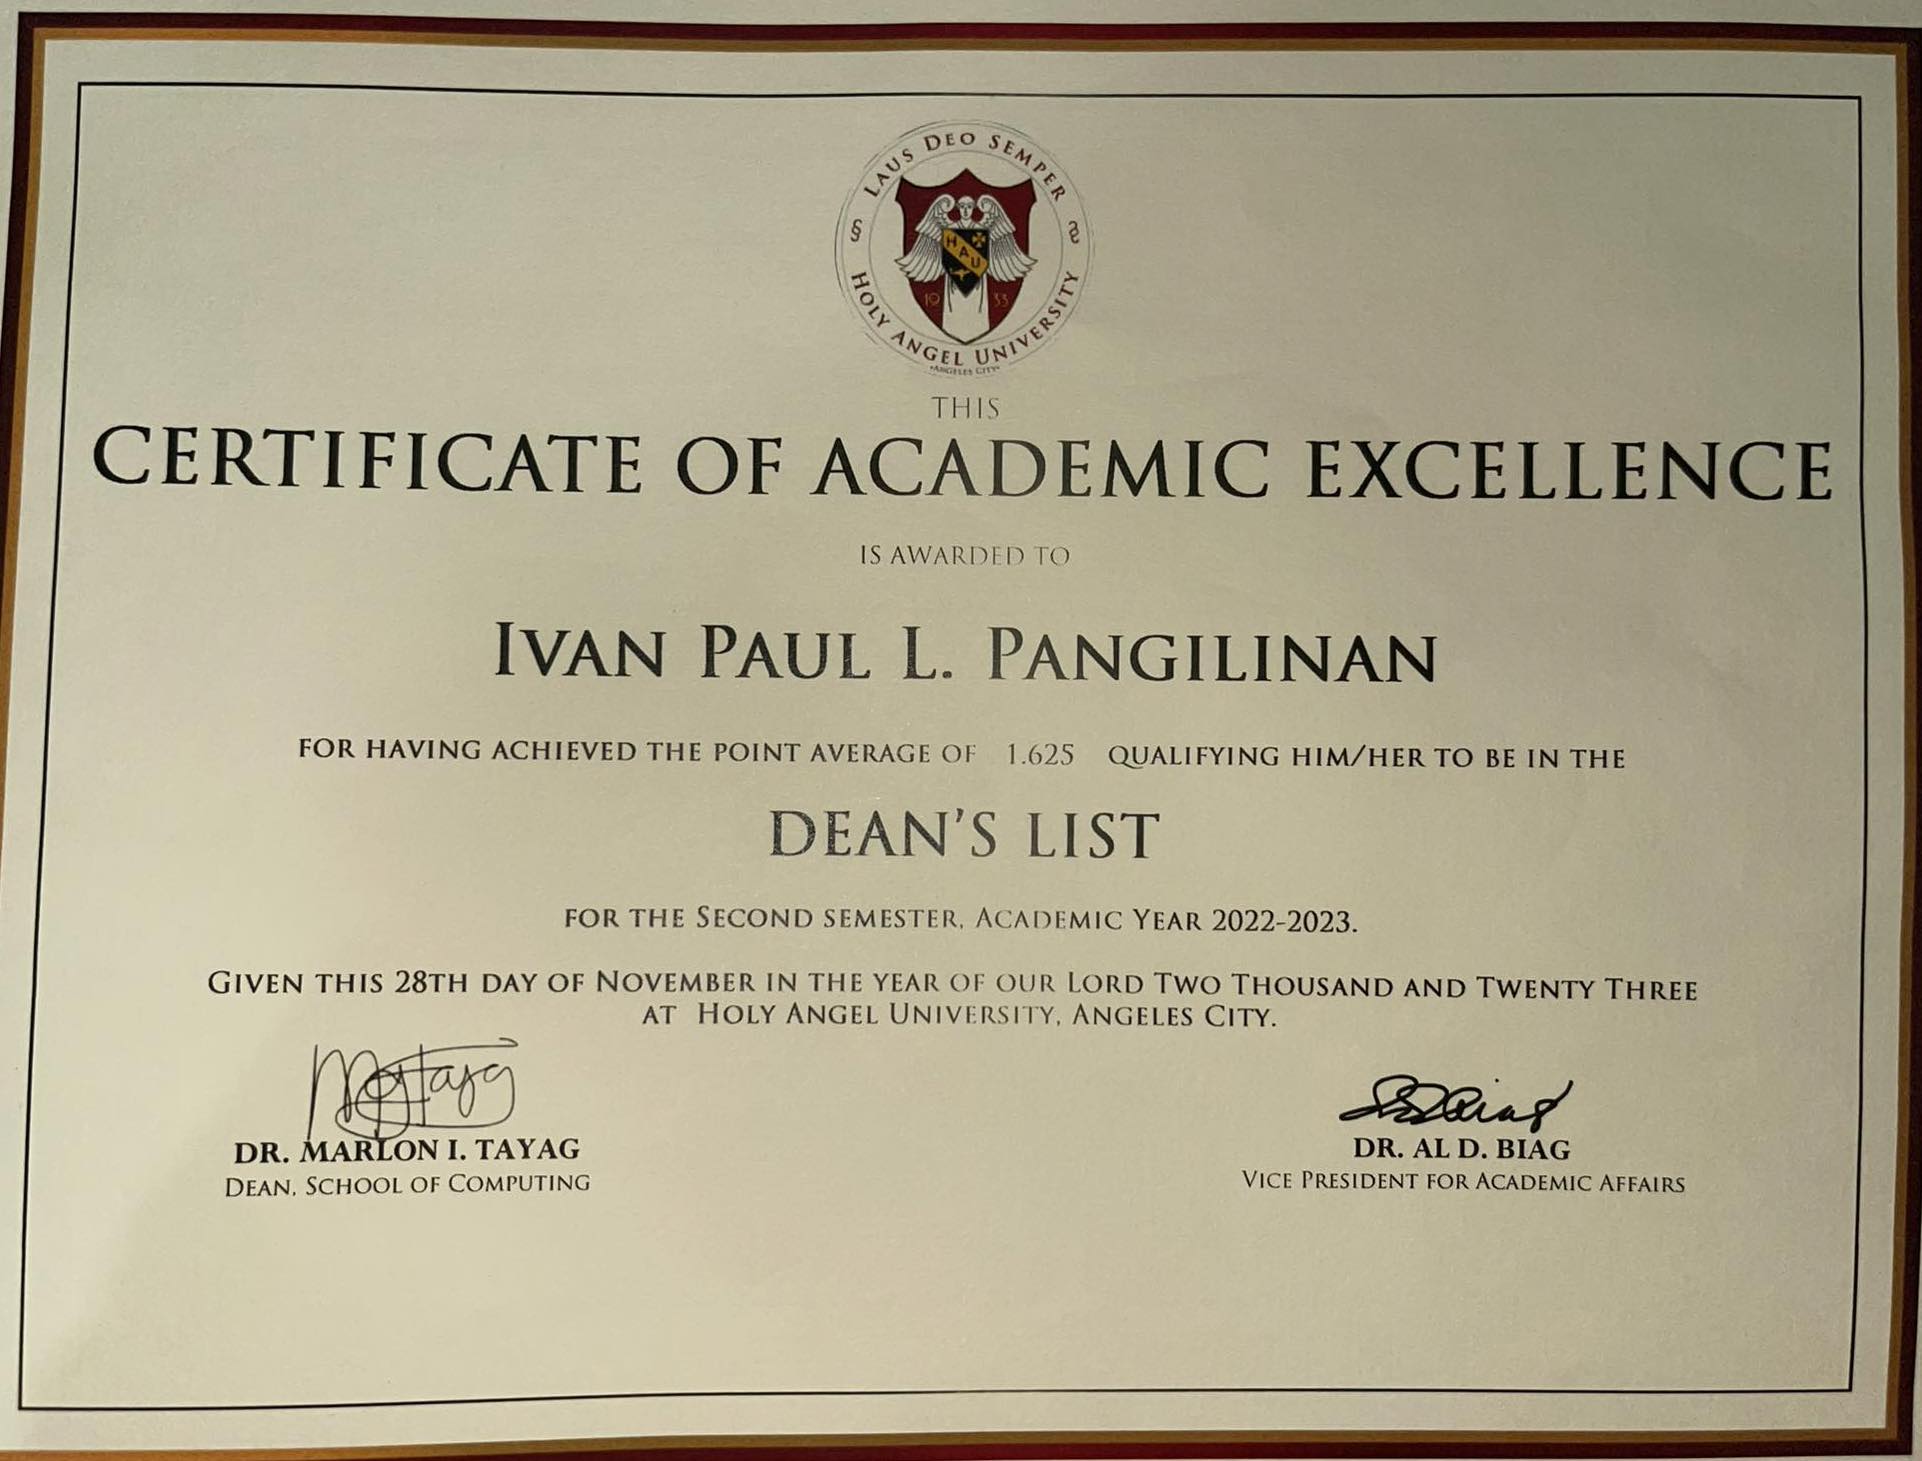 LAUS DEO SEMPER
HAU
1933
HOLY ANGEL UNIVERSITY
•ANGELES CITY•
THIS
CERTIFICATE OF ACADEMIC EXCELLENCE
IS AWARDED TO
IVAN PAUL L. PANGILINAN
FOR HAVING ACHIEVED THE POINT AVERAGE OF 1.625 QUALIFYING HIM/HER TO BE IN THE
DEAN'S LIST
FOR THE SECOND SEMESTER, ACADEMIC YEAR 2022-2023.
GIVEN THIS 28TH DAY OF NOVEMBER IN THE YEAR OF OUR LORD TWO THOUSAND AND TWENTY THREE
AT HOLY ANGEL UNIVERSITY, ANGELES CITY.
DR. MARLON I. TAYAG
DEAN, SCHOOL OF COMPUTING
DR. AL D. BIAG
VICE PRESIDENT FOR ACADEMIC AFFAIRS